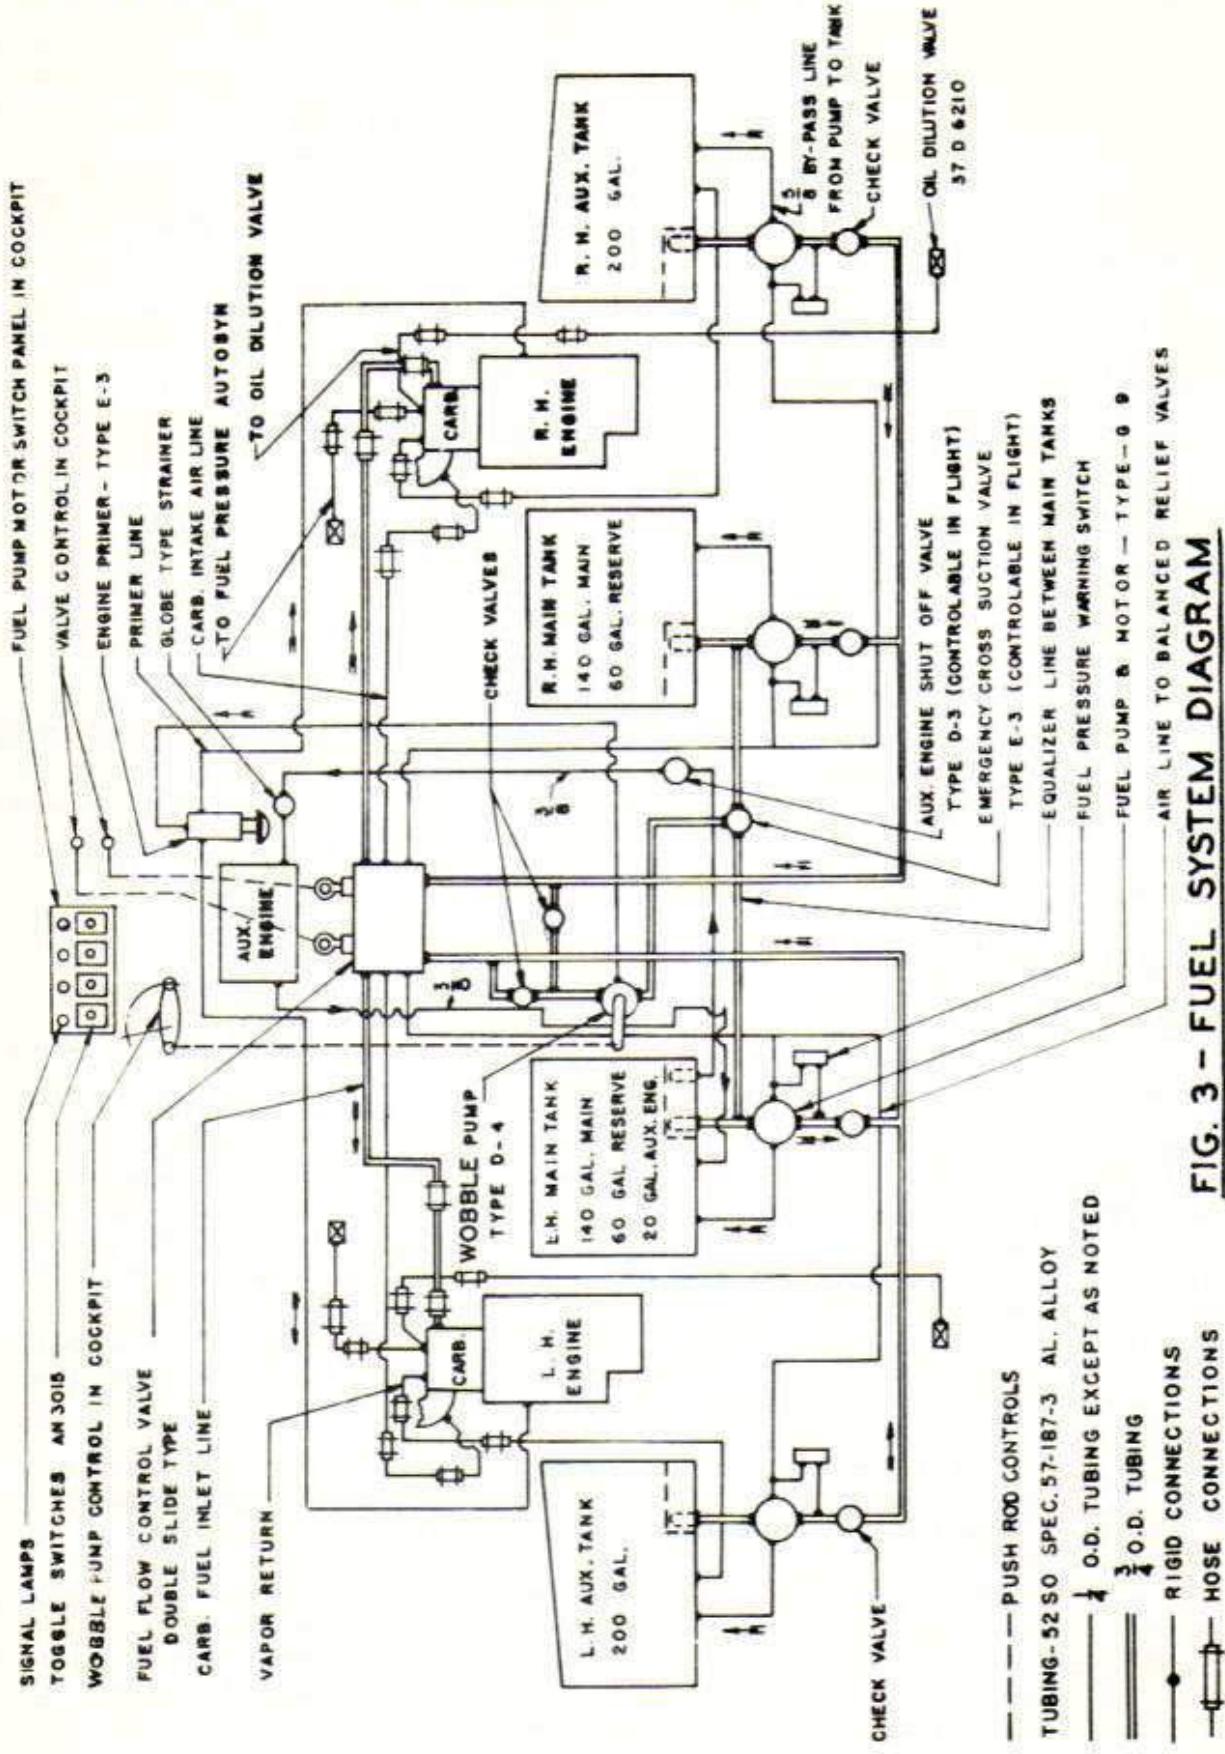 SIGNAL LAMPS
TOGGLE SWITCHES AN 3015
WOBBLE PUMP CONTROL IN COCKPIT
FUEL FLOW CONTROL VALVE
DOUBLE SLIDE TYPE
CARB. FUEL INLET LINE
VAPOR RETURN
FUEL PUMP MOTOR SWITCH PANEL IN COCKPIT
VALVE CONTROL IN COCKPIT
ENGINE PRIMER - TYPE E-3
PRIMER LINE
GLOBE TYPE STRAINER
CARB. INTAKE AIR LINE
TO FUEL PRESSURE AUTOSYN
TO OIL DILUTION VALVE
AUX.
ENGINE
3/8
3/8
CHECK VALVES
WOBBLE PUMP
TYPE D-4
CARB.
L. H.
ENGINE
CARB.
R. H.
ENGINE
L. H. AUX. TANK
200 GAL.
L.H. MAIN TANK
140 GAL. MAIN
60 GAL RESERVE
20 GAL. AUX. ENG.
R.H. MAIN TANK
140 GAL. MAIN
60 GAL. RESERVE
R. H. AUX. TANK
200 GAL.
5/8 BY-PASS LINE
FROM PUMP TO TANK
CHECK VALVE
OIL DILUTION VALVE
37 D 6210
CHECK VALVE
AUX. ENGINE SHUT OFF VALVE
TYPE D-3 (CONTROLABLE IN FLIGHT)
EMERGENCY CROSS SUCTION VALVE
TYPE E-3 (CONTROLABLE IN FLIGHT)
EQUALIZER LINE BETWEEN MAIN TANKS
FUEL PRESSURE WARNING SWITCH
FUEL PUMP & MOTOR - TYPE - G 9
AIR LINE TO BALANCED RELIEF VALVES
PUSH ROD CONTROLS
TUBING - 52 SO SPEC. 57-187-3 AL. ALLOY
1/4 O.D. TUBING EXCEPT AS NOTED
3/4 O.D. TUBING
RIGID CONNECTIONS
HOSE CONNECTIONS
FIG. 3 - FUEL SYSTEM DIAGRAM